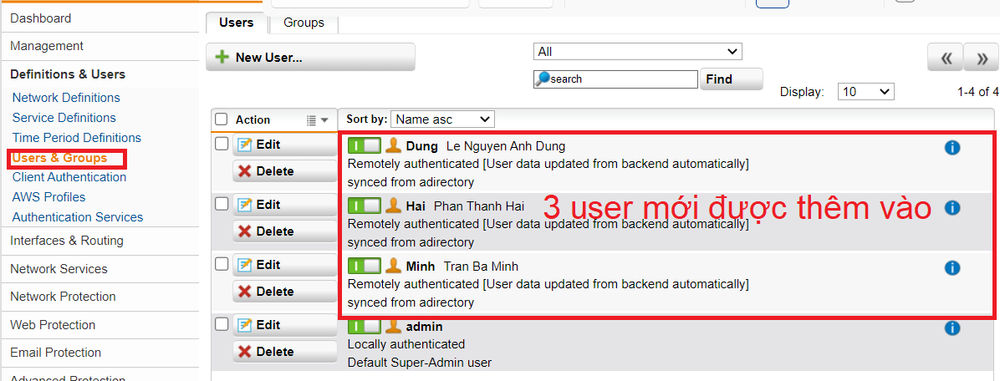 Dashboard
Management
Definitions & Users
Network Definitions
Service Definitions
Time Period Definitions
Users & Groups
Client Authentication
AWS Profiles
Authentication Services
Interfaces & Routing
Network Services
Network Protection
Web Protection
Email Protection
Advanced Protection
Users Groups
New User...
All
search Find
Display: 10 1-4 of 4
Action Sort by: Name asc
Edit Dung Le Nguyen Anh Dung
Remotely authenticated [User data updated from backend automatically]
Delete synced from adirectory
Edit Hai Phan Thanh Hai
3 user mới được thêm vào
Remotely authenticated [User data updated from backend automatically]
Delete synced from adirectory
Edit Minh Tran Ba Minh
Remotely authenticated [User data updated from backend automatically]
Delete synced from adirectory
Edit admin
Locally authenticated
Delete Default Super-Admin user